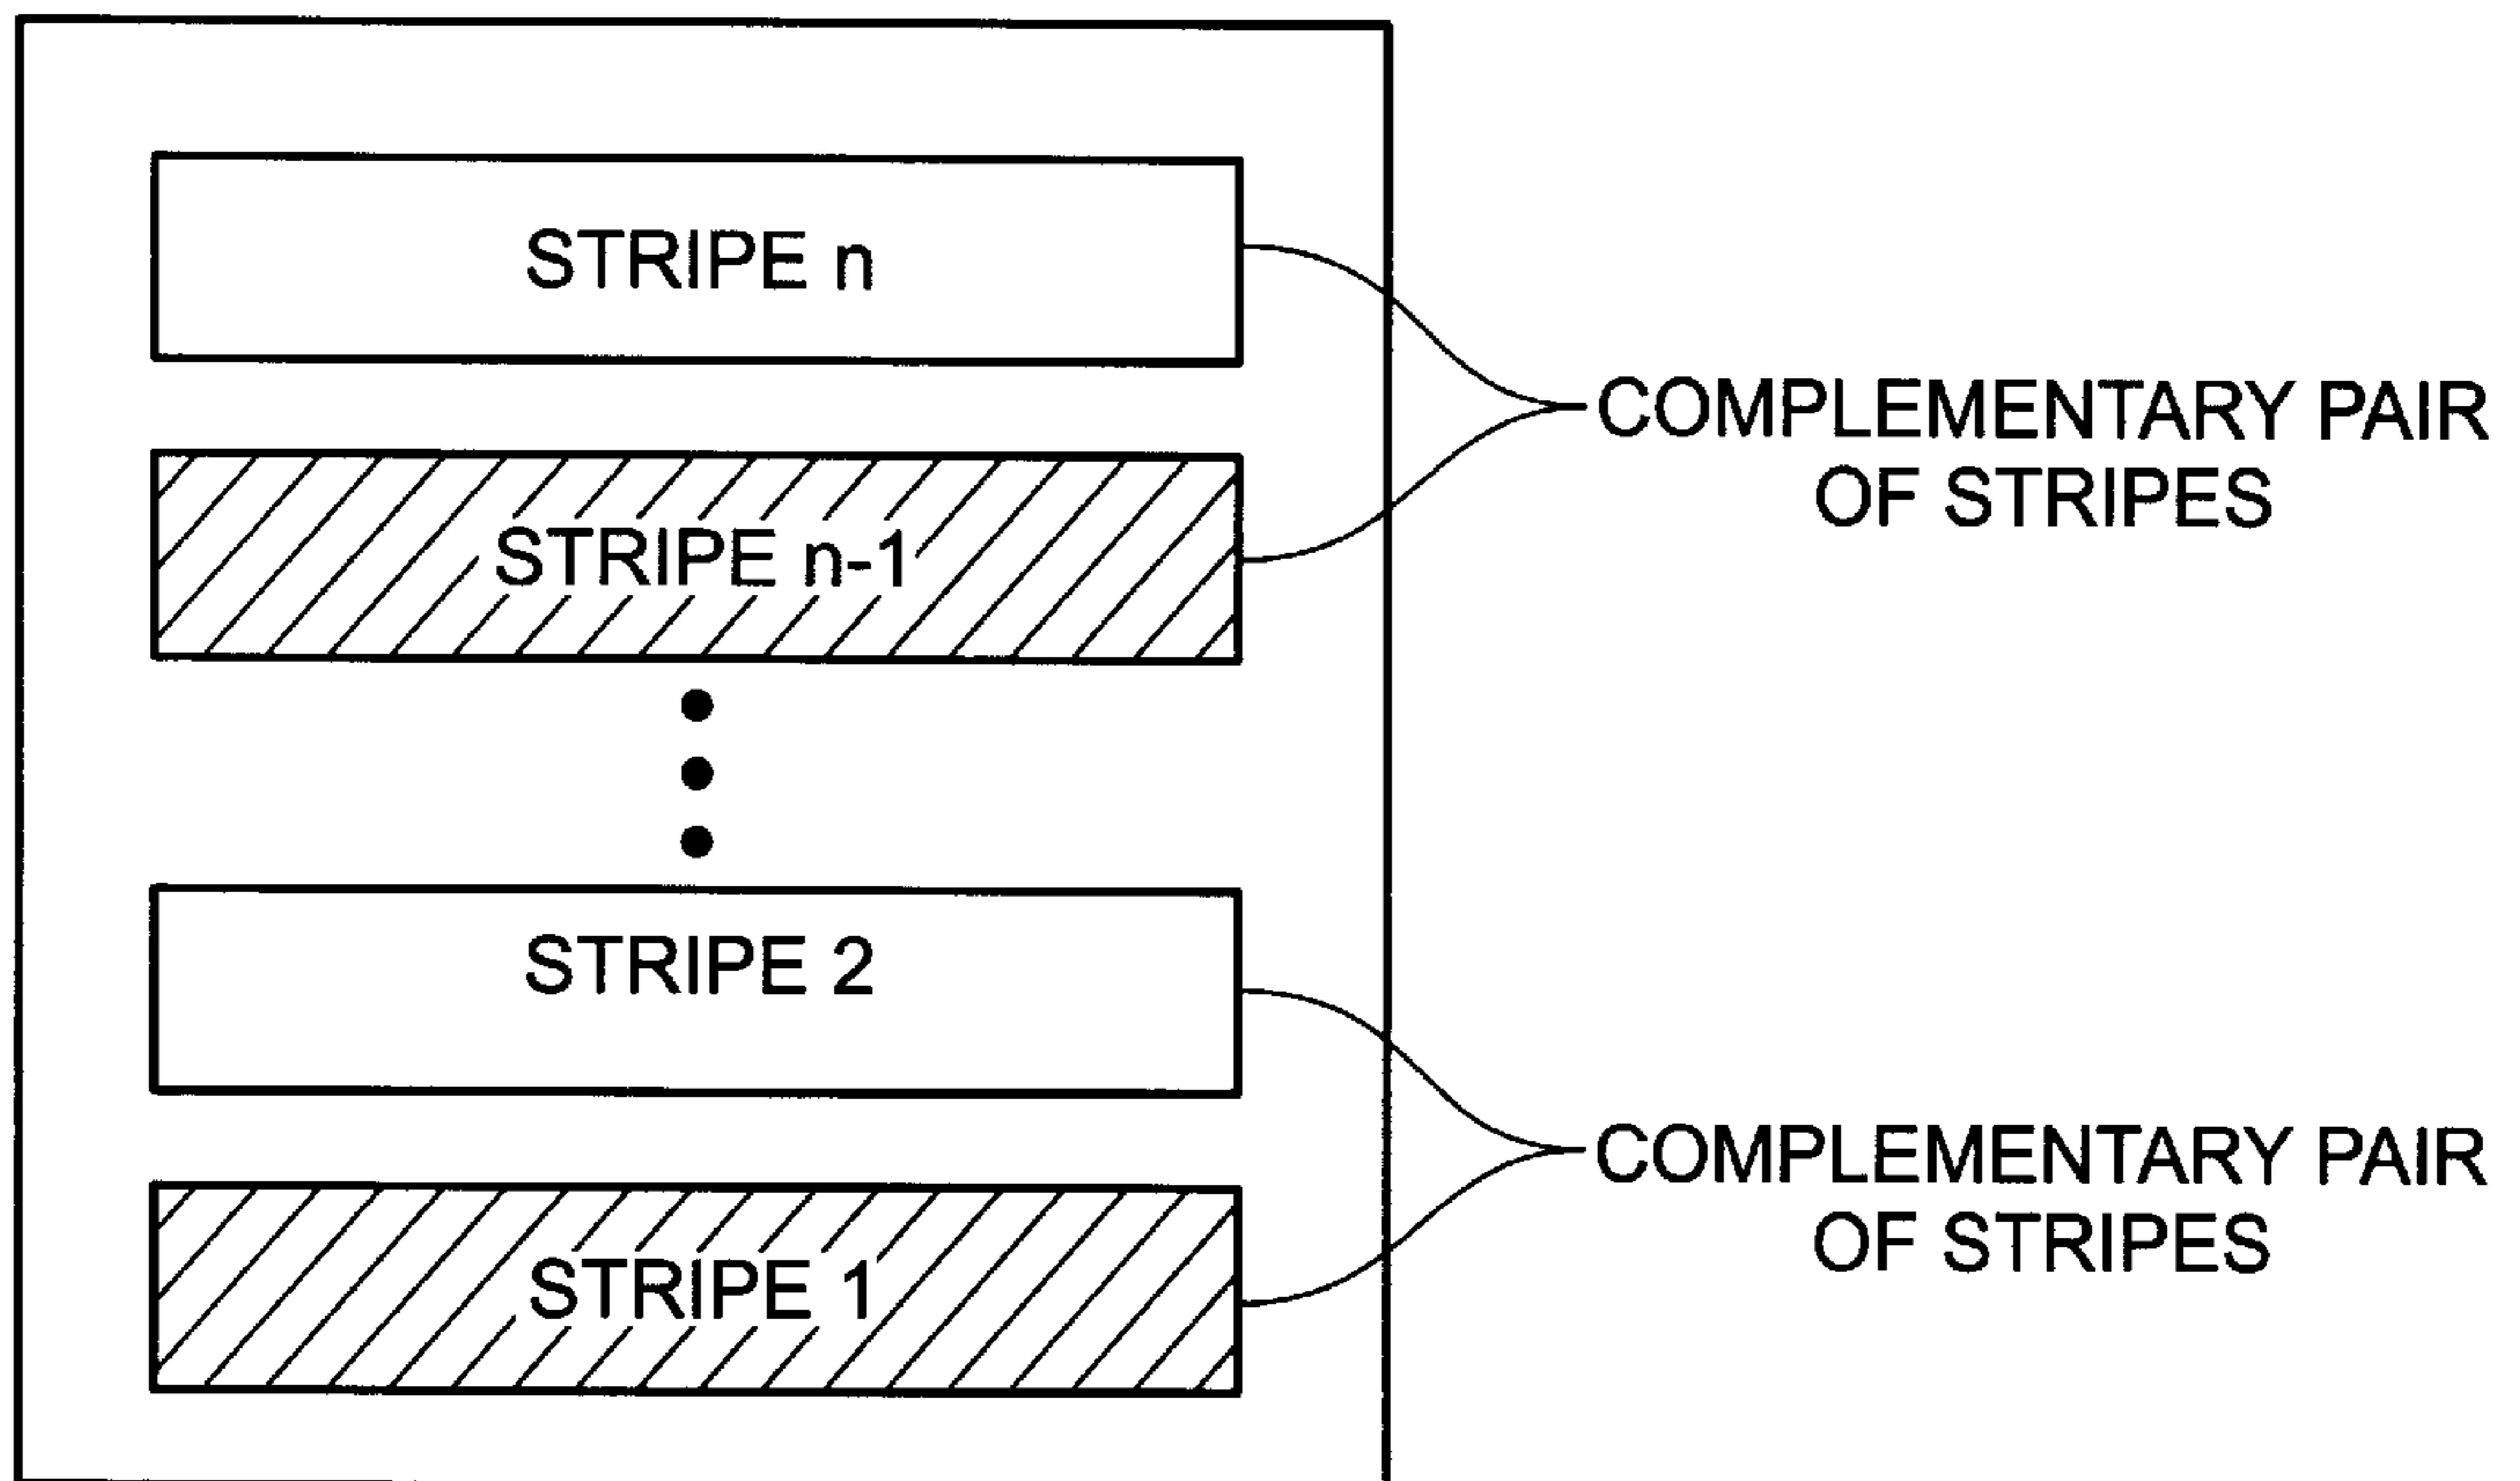 STRIPE n
COMPLEMENTARY PAIR
OF STRIPES
STRIPE n-1
STRIPE 2
COMPLEMENTARY PAIR
OF STRIPES
STRIPE 1